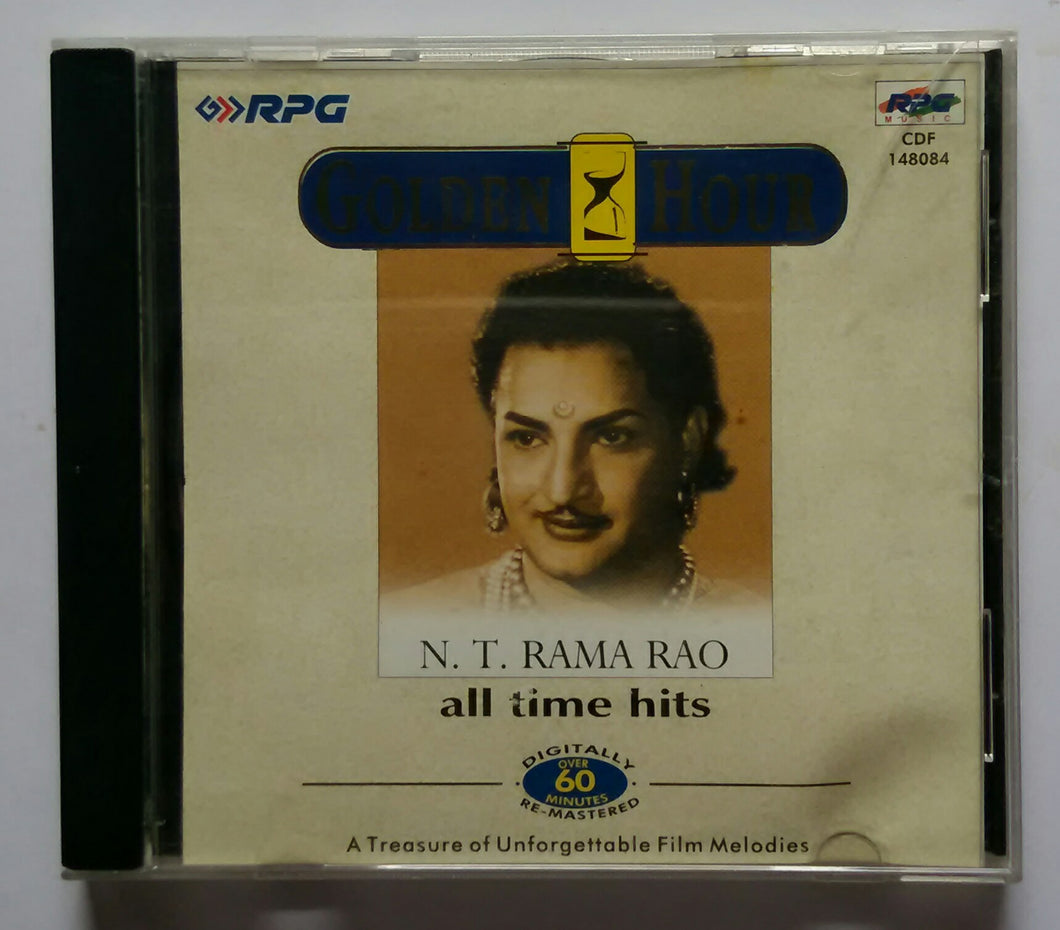 RPG
RPG
MUSIC
CDF
148084
GOLDEN HOUR
N. T. RAMA RAO
all time hits
DIGITALLY
OVER
60
MINUTES
RE-MASTERED
A Treasure of Unforgettable Film Melodies